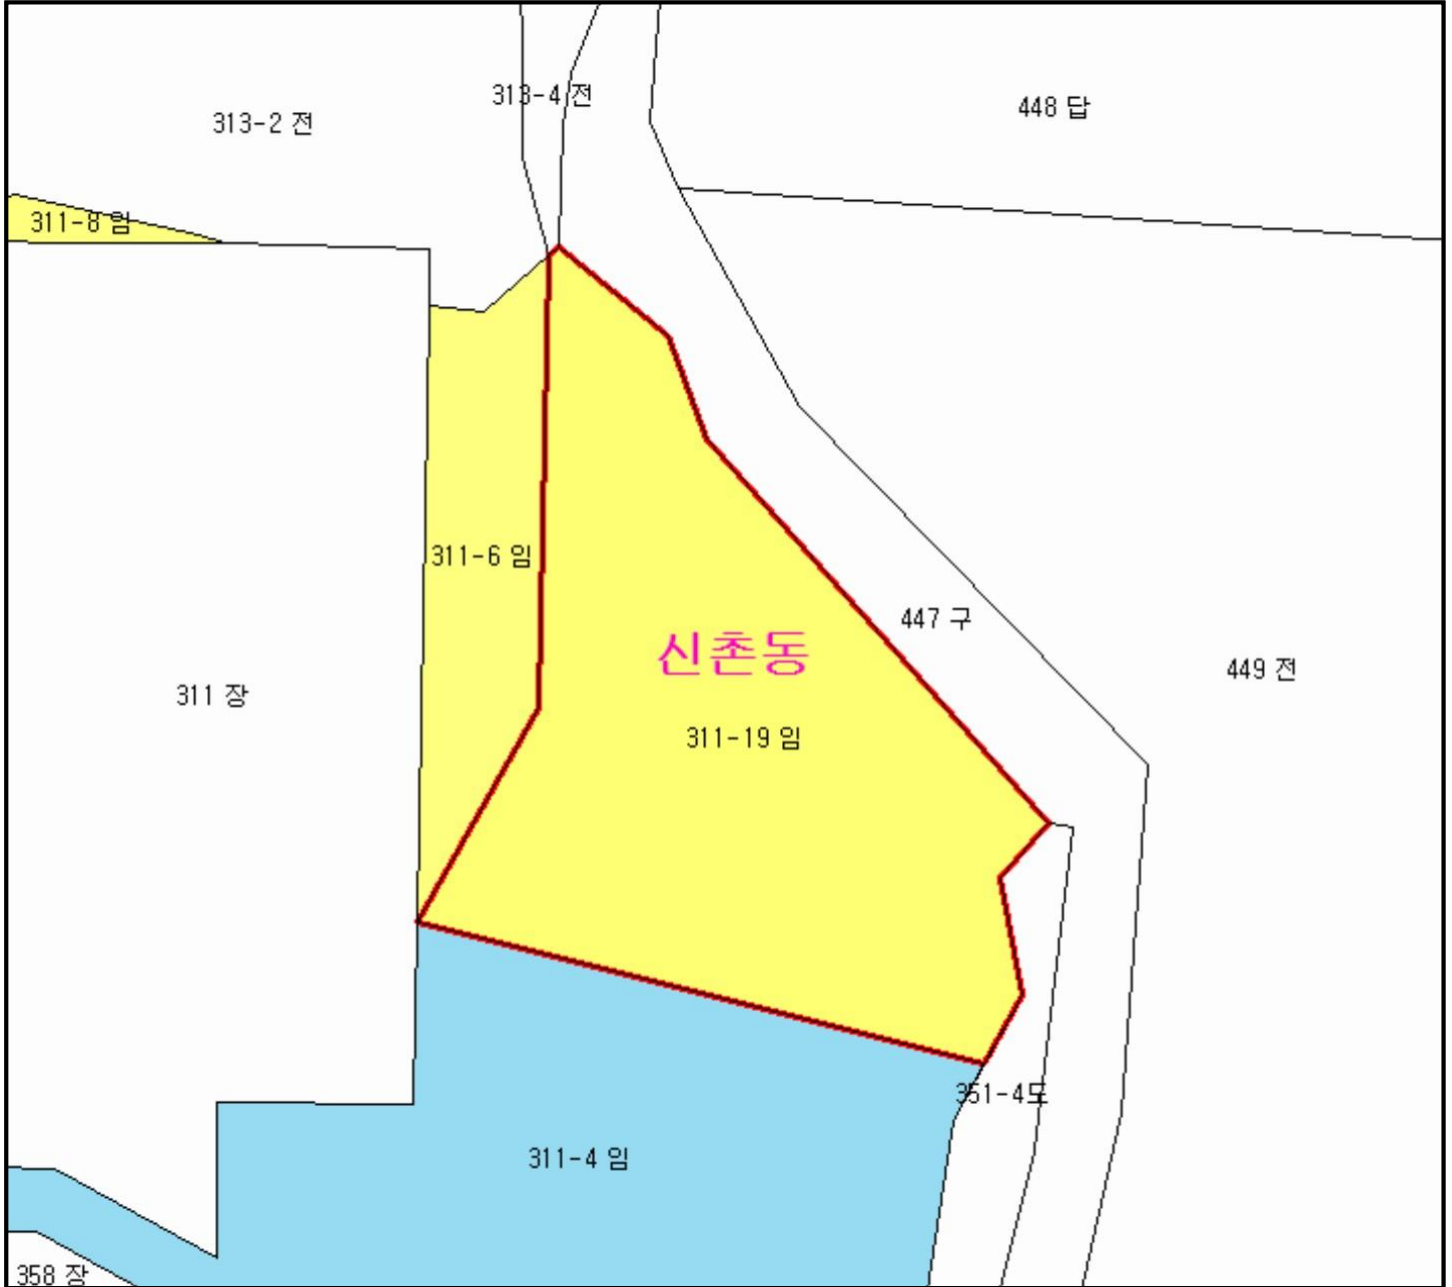 313-4 전
448 답
313-2 전
311-8 임
311-6 임
447 구
신촌동
449 전
311 장
311-19 임
351-4도
311-4 임
358 장